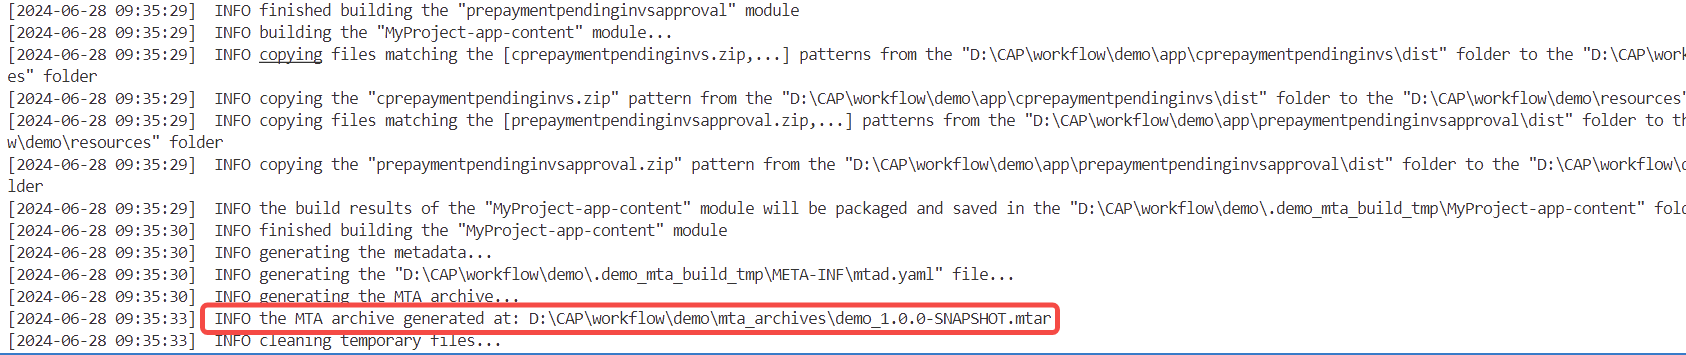 [2024-06-28 09:35:29]  INFO finished building the "prepaymentpendinginvsapproval" module
[2024-06-28 09:35:29]  INFO building the "MyProject-app-content" module...
[2024-06-28 09:35:29]  INFO copying files matching the [cprepaymentpendinginvs.zip,...] patterns from the "D:\CAP\workflow\demo\app\cprepaymentpendinginvs\dist" folder to the "D:\CAP\work
es" folder
[2024-06-28 09:35:29]  INFO copying the "cprepaymentpendinginvs.zip" pattern from the "D:\CAP\workflow\demo\app\cprepaymentpendinginvs\dist" folder to the "D:\CAP\workflow\demo\resources"
[2024-06-28 09:35:29]  INFO copying files matching the [prepaymentpendinginvsapproval.zip,...] patterns from the "D:\CAP\workflow\demo\app\prepaymentpendinginvsapproval\dist" folder to th
w\demo\resources" folder
[2024-06-28 09:35:29]  INFO copying the "prepaymentpendinginvsapproval.zip" pattern from the "D:\CAP\workflow\demo\app\prepaymentpendinginvsapproval\dist" folder to the "D:\CAP\workflow\d
lder
[2024-06-28 09:35:29]  INFO the build results of the "MyProject-app-content" module will be packaged and saved in the "D:\CAP\workflow\demo\.demo_mta_build_tmp\MyProject-app-content" fold
[2024-06-28 09:35:30]  INFO finished building the "MyProject-app-content" module
[2024-06-28 09:35:30]  INFO generating the metadata...
[2024-06-28 09:35:30]  INFO generating the "D:\CAP\workflow\demo\.demo_mta_build_tmp\META-INF\mtad.yaml" file...
[2024-06-28 09:35:30]  INFO generating the MTA archive...
[2024-06-28 09:35:33]  INFO the MTA archive generated at: D:\CAP\workflow\demo\mta_archives\demo_1.0.0-SNAPSHOT.mtar
[2024-06-28 09:35:33]  INFO cleaning temporary files...